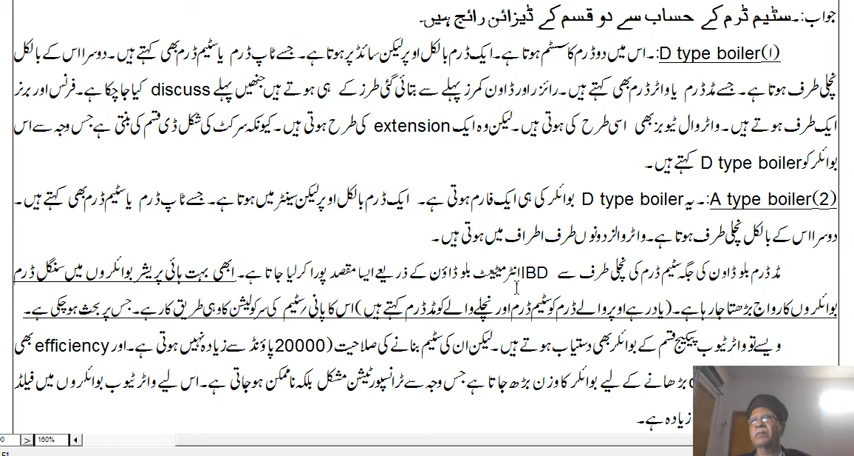 جواب:۔ سٹیم ڈرم کے حساب سے دو قسم کے ڈیزائن رائج ہیں۔
(۱) D type boiler:۔ اس میں دو ڈرم کا سسٹم ہوتا ہے۔ ایک ڈرم بالکل اوپر لیکن سائڈ پر ہوتا ہے۔ جسے ٹاپ ڈرم یا سٹیم ڈرم بھی کہتے ہیں۔ دوسرا اس کے بالکل
نچلی طرف ہوتا ہے۔ جسے مڈ ڈرم یا واٹر ڈرم بھی کہتے ہیں۔ رائزر اور ڈاون کمرز پہلے سے بتائی گئی طرز کے ہی ہوتے ہیں جنھیں پہلے discuss کیا جا چکا ہے۔ فرنس اور برنر
ایک طرف ہوتے ہیں۔ واٹر وال ٹیوبز بھی اسی طرح کی ہوتی ہیں۔ لیکن وہ ایک extension کی طرح ہوتی ہیں۔ کیونکہ سرکٹ کی شکل ڈی قسم کی بنتی ہے جس وجہ سے اس
بوائلر کو D type boiler کہتے ہیں۔
(2) A type boiler:۔ یہ D type boiler بوائلر کی ہی ایک فارم ہوتی ہے۔ ایک ڈرم بالکل اوپر لیکن سینٹر میں ہوتا ہے۔ جسے ٹاپ ڈرم یا سٹیم ڈرم بھی کہتے ہیں۔
دوسرا اس کے بالکل نچلی طرف ہوتا ہے۔ واٹر والز دونوں طرف اطراف میں ہوتی ہیں۔
مڈ ڈرم بلو ڈاون کی جگہ سٹیم ڈرم کی نچلی طرف سے IBD انٹرمیٹیٹ بلو ڈاؤن کے ذریعے ایسا مقصد پورا کر لیا جاتا ہے۔ ابھی بہت ہائی پریشر بوائلروں میں سنگل ڈرم
بوائلروں کا رواج بڑھتا جا رہا ہے۔ (یاد رہے اوپر والے ڈرم کو سٹیم ڈرم اور نچلے والے کو مڈ ڈرم کہتے ہیں) اس کا پانی سٹیم کی سرکولیشن کا وہی طریق کار ہے۔ جس پر بحث ہو چکی ہے۔
ویسے تو واٹر ٹیوب پیکیج قسم کے بوائلر بھی دستیاب ہوتے ہیں۔ لیکن ان کی سٹیم بنانے کی صلاحیت (20000 پاؤنڈ سے زیادہ نہیں ہوتی ہے۔ اور efficiency بھی
بڑھانے کے لیے بوائلر کا وزن بڑھ جاتا ہے جس وجہ سے ٹرانسپورٹیشن مشکل بلکہ ناممکن ہو جاتی ہے۔ اس لیے واٹر ٹیوب بوائلروں میں فیلڈ
زیادہ ہے۔
160%